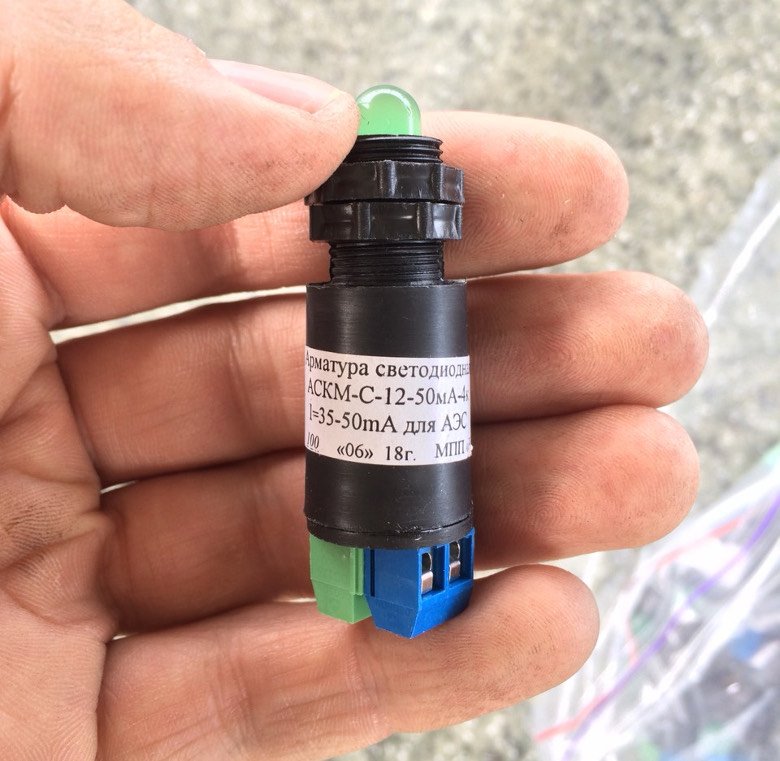 Арматура светодиодна
АСКМ-С-12-50мА-4
I=35-50mA для АЭС
100 «06» 18г. МПП